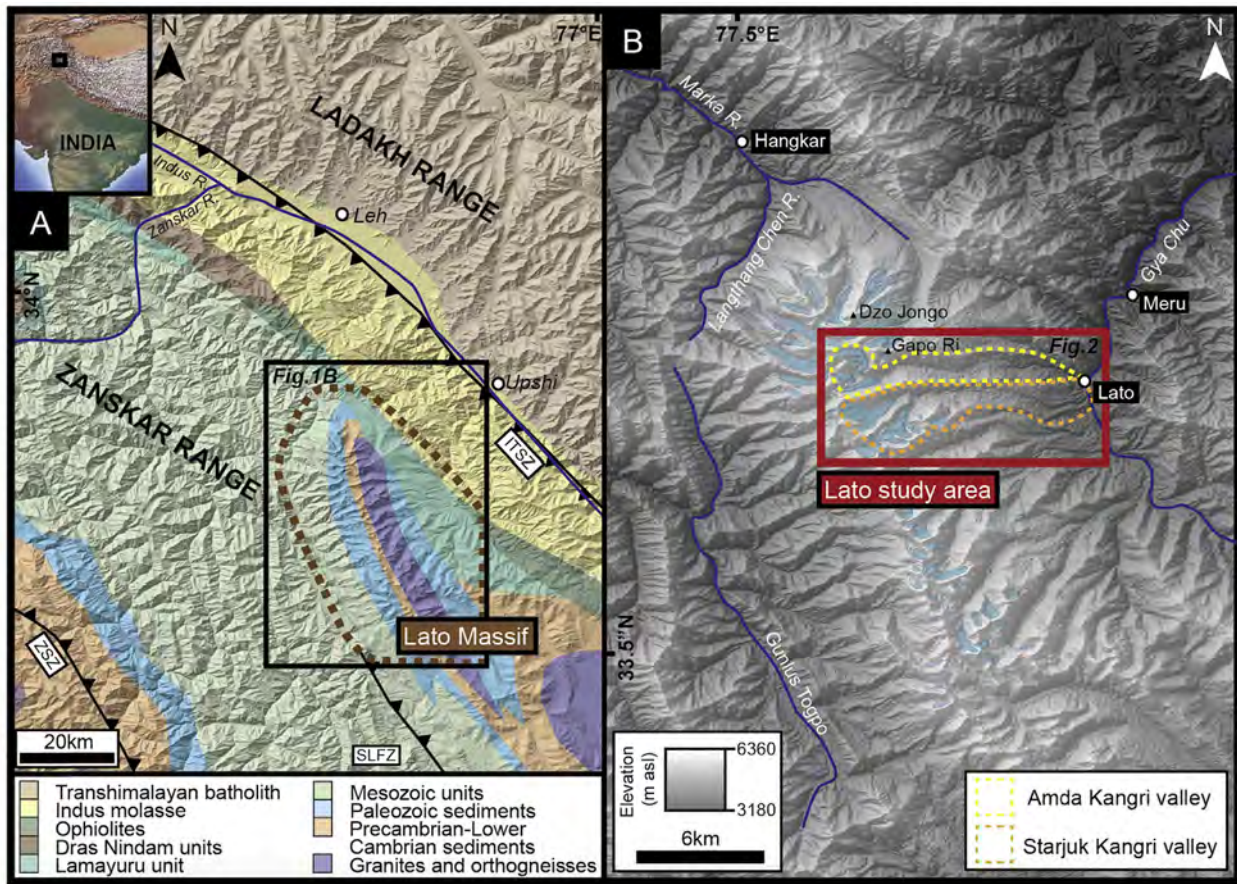 INDIA
N
77°E
A
LADAKH RANGE
Indus R.
Zanskar R.
Leh
34°N
ZANSKAR RANGE
Fig.1B
Upshi
ITSZ
Lato Massif
ZSZ
SLFZ
20km
Transhimalayan batholith
Indus molasse
Ophiolites
Dras Nindam units
Lamayuru unit
Mesozoic units
Paleozoic sediments
Precambrian-Lower
Cambrian sediments
Granites and orthogneisses
B
77.5°E
N
Marka R.
Hangkar
Langthang Chen R.
Gya Chu
Meru
Dzo Jongo
Gapo Ri
Fig.2
Lato
Lato study area
33.5°N
Gunlus Togpo
Elevation
(m asl)
6360
3180
6km
Amda Kangri valley
Starjuk Kangri valley